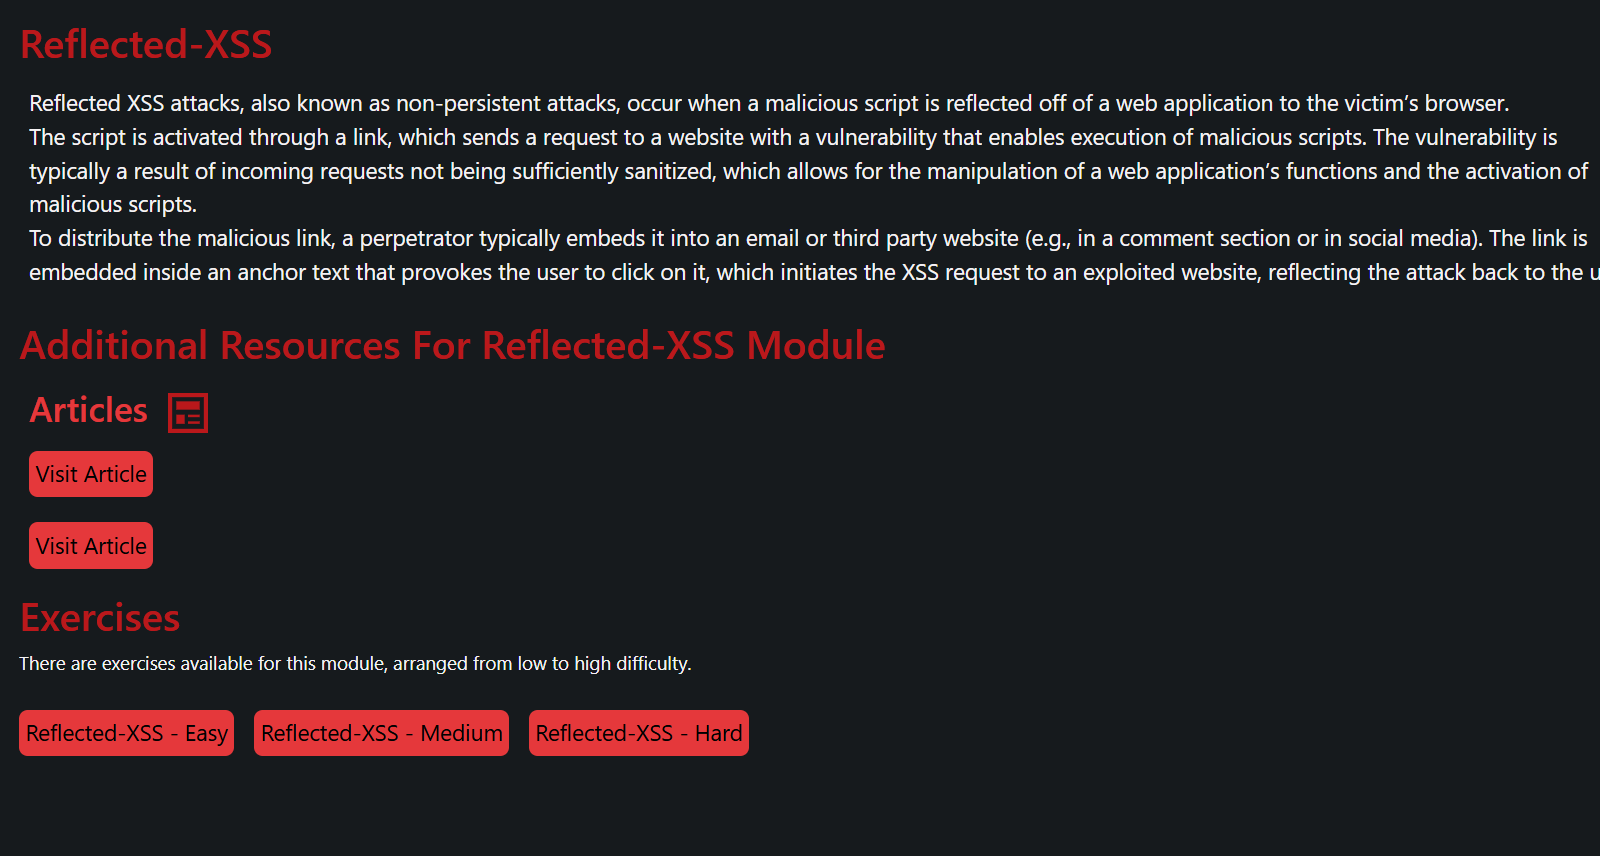 Reflected-XSS
Reflected XSS attacks, also known as non-persistent attacks, occur when a malicious script is reflected off of a web application to the victim’s browser.
The script is activated through a link, which sends a request to a website with a vulnerability that enables execution of malicious scripts. The vulnerability is
typically a result of incoming requests not being sufficiently sanitized, which allows for the manipulation of a web application’s functions and the activation of
malicious scripts.
To distribute the malicious link, a perpetrator typically embeds it into an email or third party website (e.g., in a comment section or in social media). The link is
embedded inside an anchor text that provokes the user to click on it, which initiates the XSS request to an exploited website, reflecting the attack back to the
Additional Resources For Reflected-XSS Module
Articles
Visit Article
Visit Article
Exercises
There are exercises available for this module, arranged from low to high difficulty.
Reflected-XSS - Easy Reflected-XSS - Medium Reflected-XSS - Hard